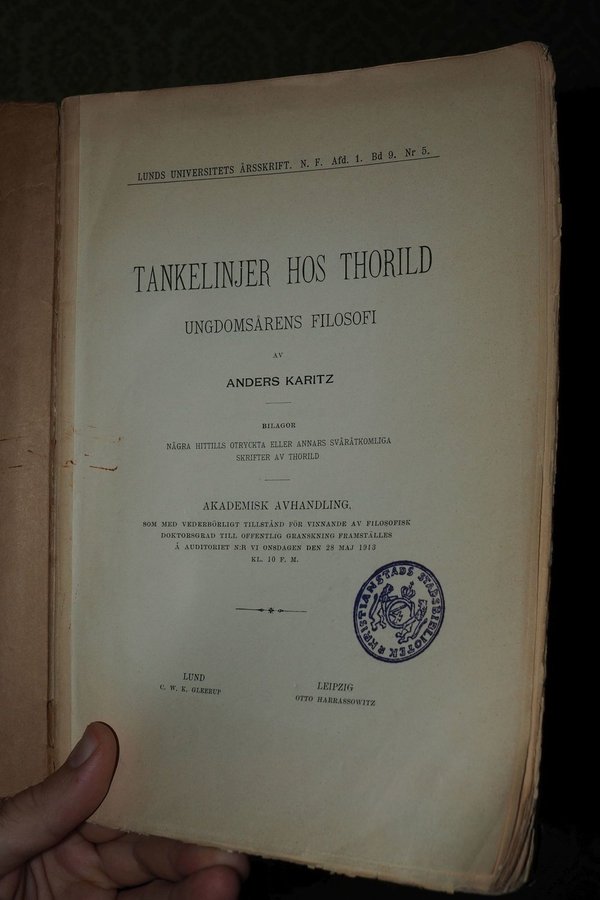 LUNDS UNIVERSITETS ÅRSSKRIFT. N. F. Afd. 1. Bd 9. Nr 5.
TANKELINJER HOS THORILD
UNGDOMSÅRENS FILOSOFI
AV
ANDERS KARITZ
BILAGOR
NÅGRA HITTILLS OTRYCKTA ELLER ANNARS SVÅRÅTKOMLIGA
SKRIFTER AV THORILD
AKADEMISK AVHANDLING,
SOM MED VEDERBÖRLIGT TILLSTÅND FÖR VINNANDE AV FILOSOFISK
DOKTORSGRAD TILL OFFENTLIG GRANSKNING FRAMSTÄLLES
Å AUDITORIET N:R VI ONSDAGEN DEN 28 MAJ 1913
KL. 10 F. M.
KRISTIANSTADS STADSBIBLIOTEK
LUND
C. W. K. GLEERUP
LEIPZIG
OTTO HARRASSOWITZ